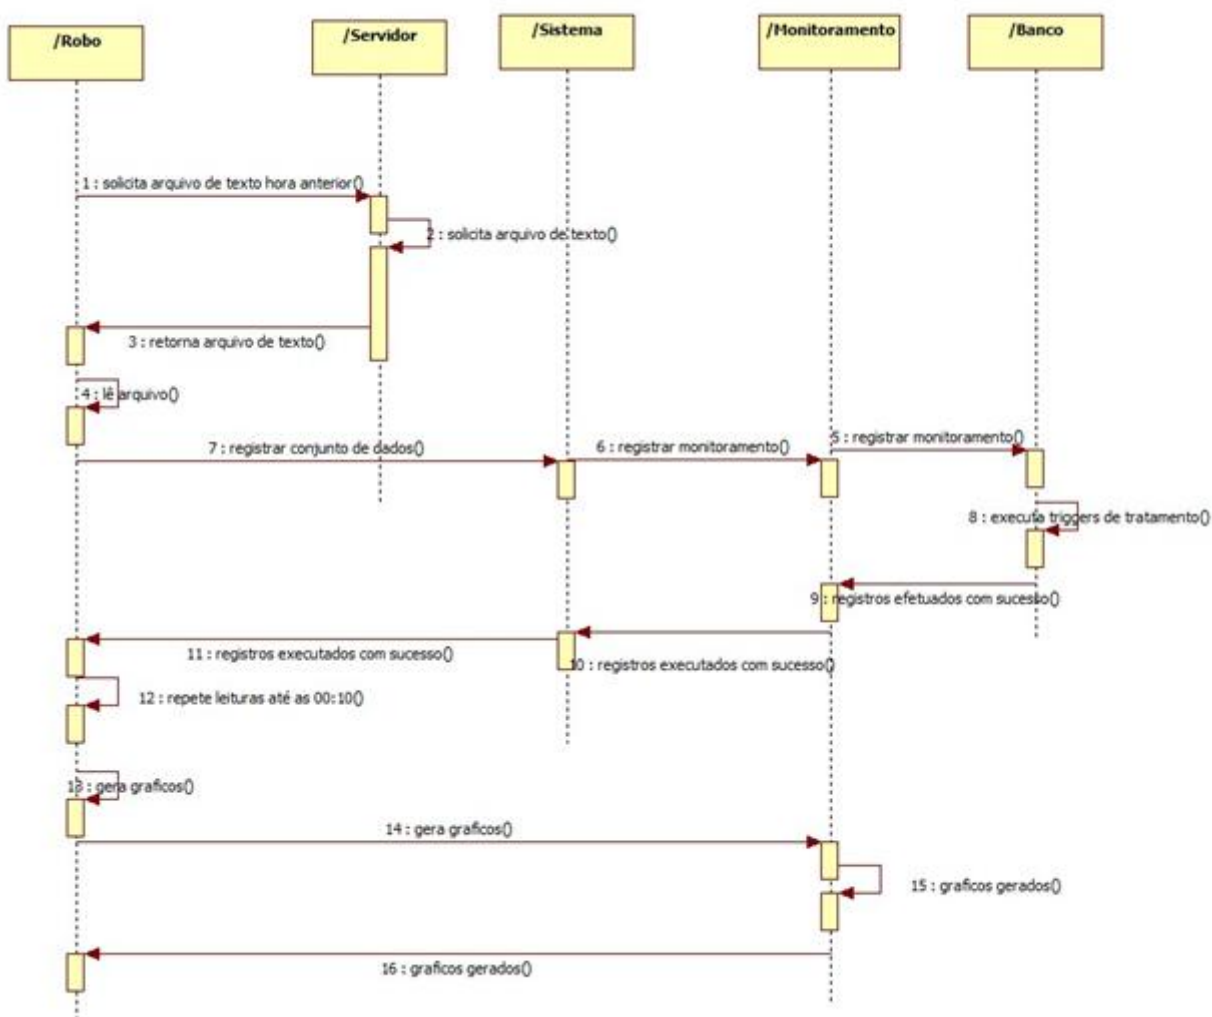 /Robo
/Servidor
/Sistema
/Monitoramento
/Banco
1 : solicita arquivo de texto hora anterior()
2 : solicita arquivo de texto()
3 : retorna arquivo de texto()
4 : lê arquivo()
7 : registrar conjunto de dados()
6 : registrar monitoramento()
5 : registrar monitoramento()
8 : executa triggers de tratamento()
9 : registros efetuados com sucesso()
11 : registros executados com sucesso()
10 : registros executados com sucesso()
12 : repete leituras até as 00:10()
13 : gera graficos()
14 : gera graficos()
15 : graficos gerados()
16 : graficos gerados()